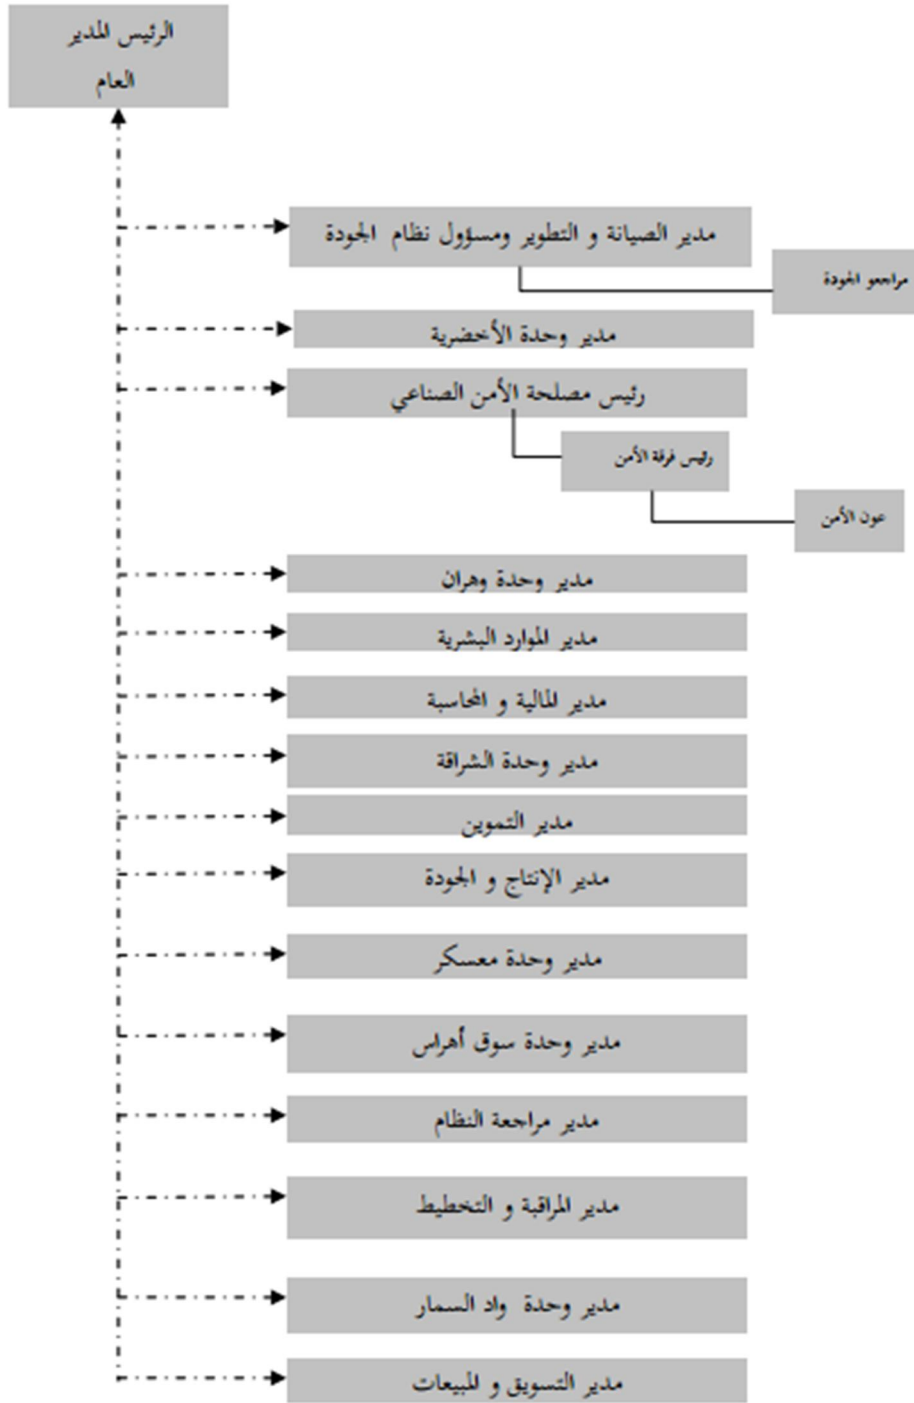 الرئيس المدير
العام
مدير الصيانة و التطوير ومسؤول نظام الجودة
مراجعو الجودة
مدير وحدة الأخضرية
رئيس مصلحة الأمن الصناعي
رئيس فرقة الأمن
عون الأمن
مدير وحدة وهران
مدير الموارد البشرية
مدير المالية و المحاسبة
مدير وحدة الشراقة
مدير التموين
مدير الإنتاج و الجودة
مدير وحدة معسكر
مدير وحدة سوق أهراس
مدير مراجعة النظام
مدير المراقبة و التخطيط
مدير وحدة واد السمار
مدير التسويق و المبيعات